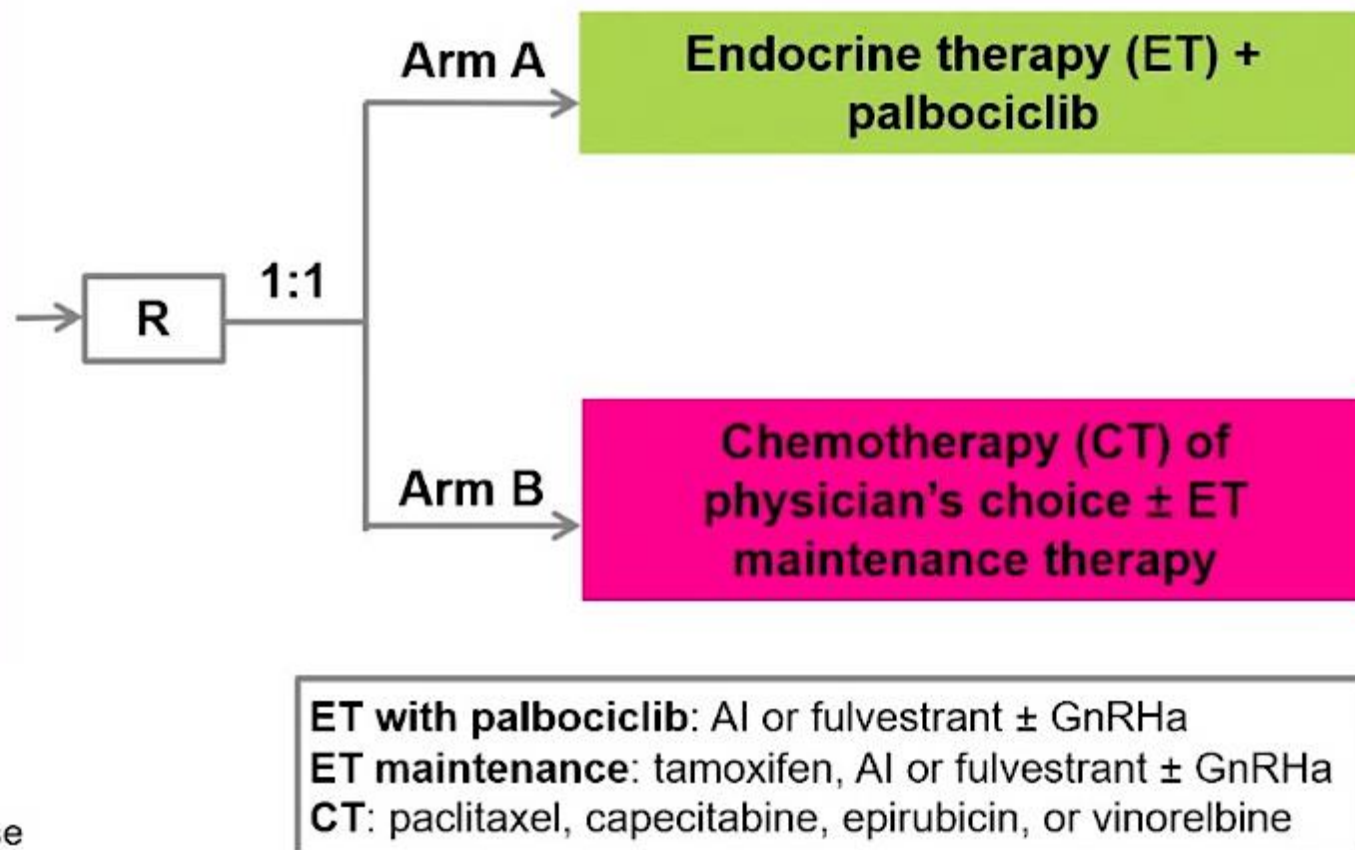 Arm A
Endocrine therapy (ET) +
palbociclib
1:1
R
Arm B
Chemotherapy (CT) of
physician’s choice ± ET
maintenance therapy
ET with palbociclib: AI or fulvestrant ± GnRHa
ET maintenance: tamoxifen, AI or fulvestrant ± GnRHa
CT: paclitaxel, capecitabine, epirubicin, or vinorelbine